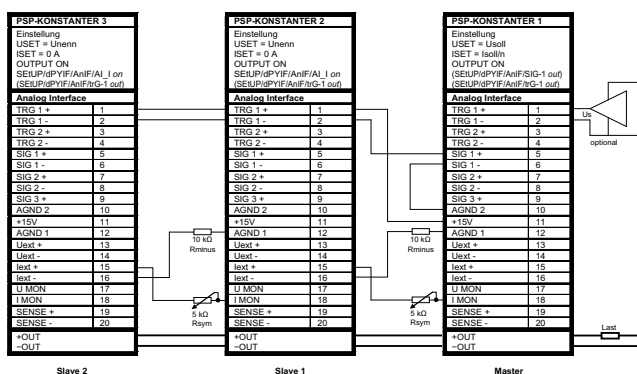 PSP-KONSTANTER 3
Einstellung
USET = Unenn
ISET = 0 A
OUTPUT ON
SEtUP/dPYIF/AnIF/AI_I on
(SEtUP/dPYIF/AnIF/trG-1 out)
Analog Interface
TRG 1 + 1
TRG 1 - 2
TRG 2 + 3
TRG 2 - 4
SIG 1 + 5
SIG 1 - 6
SIG 2 + 7
SIG 2 - 8
SIG 3 + 9
AGND 2 10
+15V 11
AGND 1 12
Uext + 13
Uext - 14
Iext + 15
Iext - 16
U MON 17
I MON 18
SENSE + 19
SENSE - 20
+OUT
−OUT
Slave 2
10 kΩ
Rminus
5 kΩ
Rsym
PSP-KONSTANTER 2
Einstellung
USET = Unenn
ISET = 0 A
OUTPUT ON
SEtUP/dPYIF/AnIF/AI_I on
(SEtUP/dPYIF/AnIF/trG-1 out)
Analog Interface
TRG 1 + 1
TRG 1 - 2
TRG 2 + 3
TRG 2 - 4
SIG 1 + 5
SIG 1 - 6
SIG 2 + 7
SIG 2 - 8
SIG 3 + 9
AGND 2 10
+15V 11
AGND 1 12
Uext + 13
Uext - 14
Iext + 15
Iext - 16
U MON 17
I MON 18
SENSE + 19
SENSE - 20
+OUT
−OUT
Slave 1
10 kΩ
Rminus
5 kΩ
Rsym
PSP-KONSTANTER 1
Einstellung
USET = Usoll
ISET = Isoll/n
OUTPUT ON
(SEtUP/dPYIF/AnIF/SIG-1 out)
(SEtUP/dPYIF/AnIF/trG-1 out)
Analog Interface
TRG 1 + 1
TRG 1 - 2
TRG 2 + 3
TRG 2 - 4
SIG 1 + 5
SIG 1 - 6
SIG 2 + 7
SIG 2 - 8
SIG 3 + 9
AGND 2 10
+15V 11
AGND 1 12
Uext + 13
Uext - 14
Iext + 15
Iext - 16
U MON 17
I MON 18
SENSE + 19
SENSE - 20
+OUT
−OUT
Master
Us
optional
Last